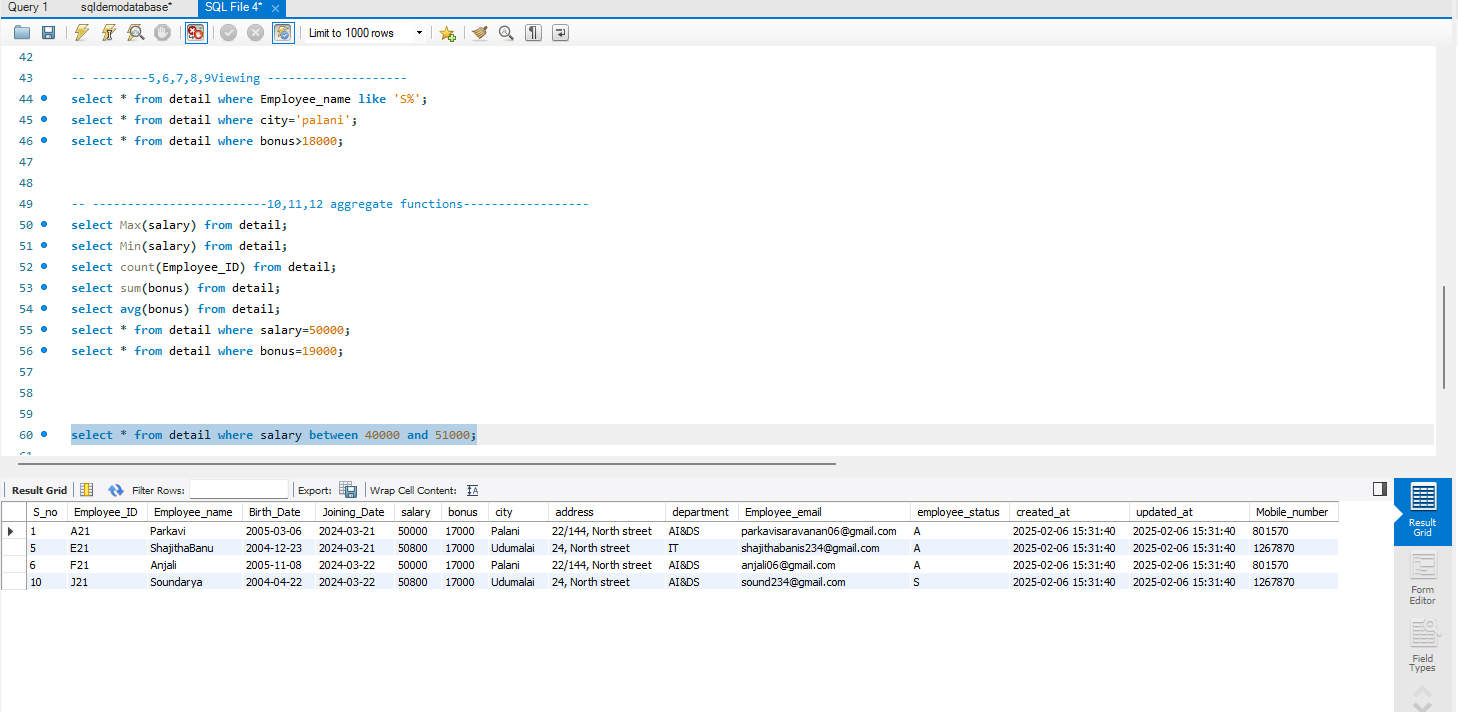 Query 1 sqldemodatabase* SQL File 4*
Limit to 1000 rows
42
43 -- --------5,6,7,8,9Viewing --------------------
44 select * from detail where Employee_name like 'S%';
45 select * from detail where city='palani';
46 select * from detail where bonus>18000;
47
48
49 -- -------------------------10,11,12 aggregate functions------------------
50 select Max(salary) from detail;
51 select Min(salary) from detail;
52 select count(Employee_ID) from detail;
53 select sum(bonus) from detail;
54 select avg(bonus) from detail;
55 select * from detail where salary=50000;
56 select * from detail where bonus=19000;
57
58
59
60 select * from detail where salary between 40000 and 51000;
61
Result Grid Filter Rows: Export: Wrap Cell Content:
S_no Employee_ID Employee_name Birth_Date Joining_Date salary bonus city address department Employee_email employee_status created_at updated_at Mobile_number
1 A21 Parkavi 2005-03-06 2024-03-21 50000 17000 Palani 22/144, North street AI&DS parkavisaravanan06@gmail.com A 2025-02-06 15:31:40 2025-02-06 15:31:40 801570
5 E21 ShajithaBanu 2004-12-23 2024-03-21 50800 17000 Udumalai 24, North street IT shajithabanis234@gmail.com A 2025-02-06 15:31:40 2025-02-06 15:31:40 1267870
6 F21 Anjali 2005-11-08 2024-03-22 50000 17000 Palani 22/144, North street AI&DS anjali06@gmail.com A 2025-02-06 15:31:40 2025-02-06 15:31:40 801570
10 J21 Soundarya 2004-04-22 2024-03-22 50800 17000 Udumalai 24, North street AI&DS sound234@gmail.com S 2025-02-06 15:31:40 2025-02-06 15:31:40 1267870
Result
Grid
Form
Editor
Field
Types